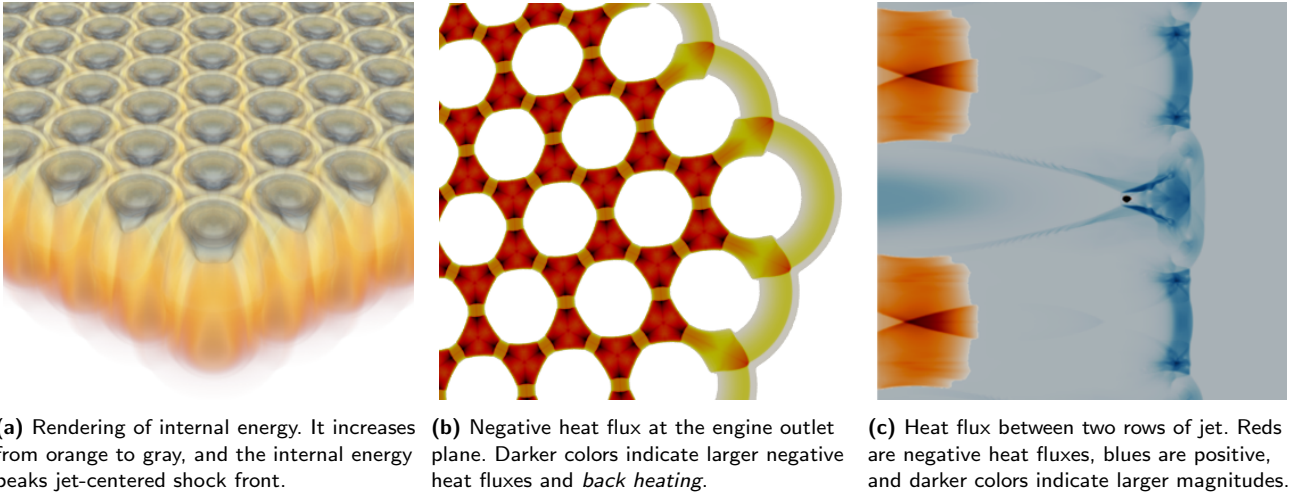 (a) Rendering of internal energy. It increases
from orange to gray, and the internal energy
peaks jet-centered shock front.
(b) Negative heat flux at the engine outlet
plane. Darker colors indicate larger negative
heat fluxes and back heating.
(c) Heat flux between two rows of jet. Reds
are negative heat fluxes, blues are positive,
and darker colors indicate larger magnitudes.